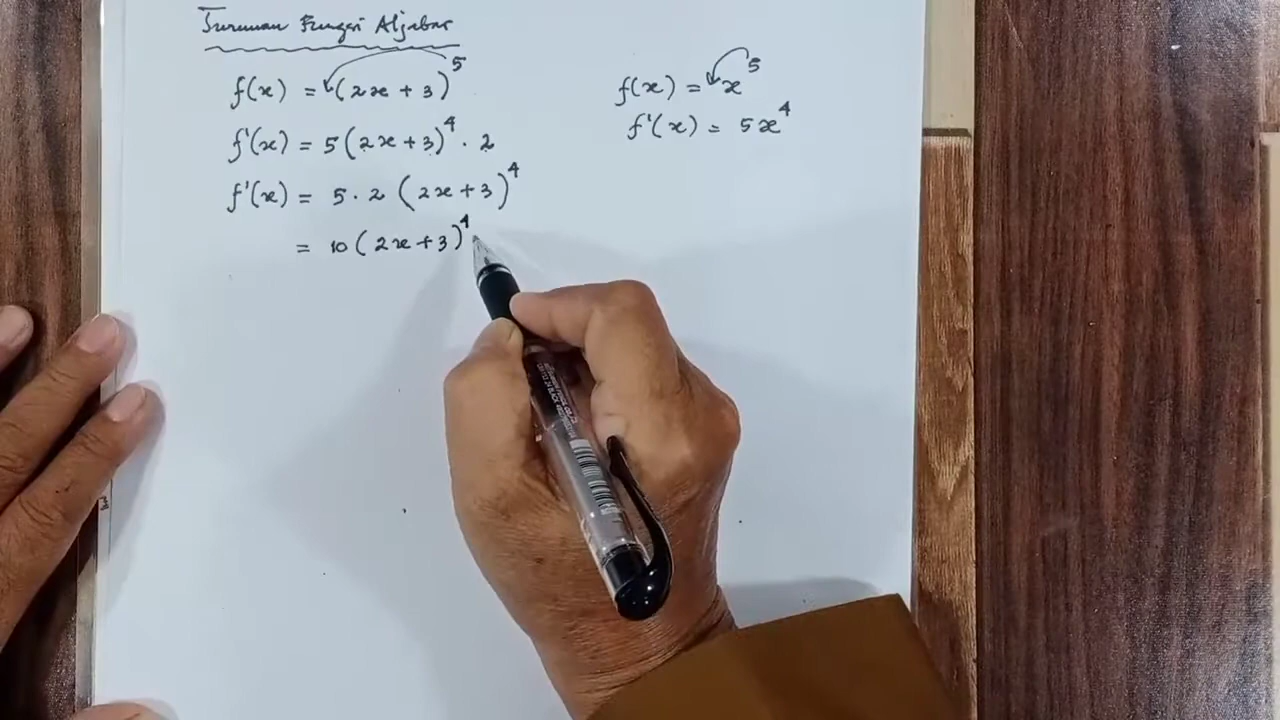 Turunan Fungsi Aljabar
f(x) = (2x + 3)^5
f'(x) = 5(2x+3)^4 · 2
f'(x) = 5 · 2 (2x+3)^4
= 10(2x+3)^4
f(x) = x^5
f'(x) = 5x^4